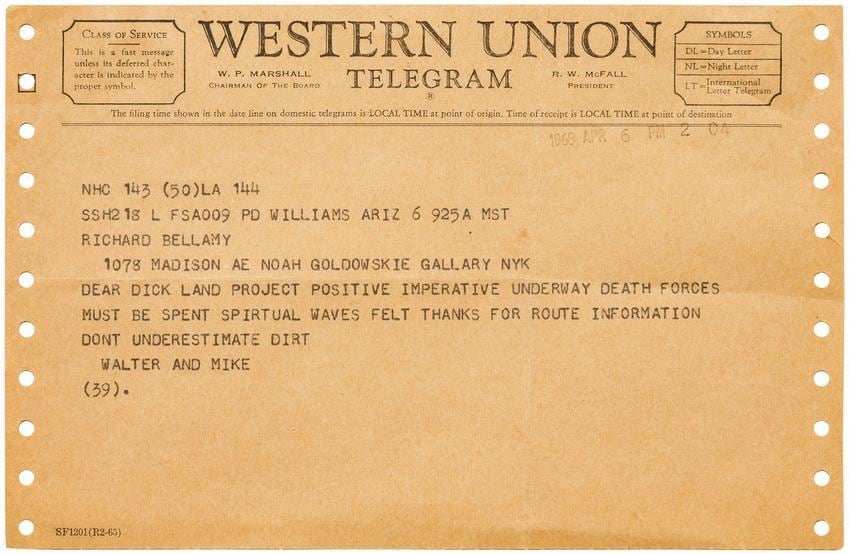 CLASS OF SERVICE
This is a fast message
unless its deferred char-
acter is indicated by the
proper symbol.
WESTERN UNION
TELEGRAM
®
W. P. MARSHALL
CHAIRMAN OF THE BOARD
R. W. McFALL
PRESIDENT
SYMBOLS
DL=Day Letter
NL=Night Letter
LT=International Letter Telegram
The filing time shown in the date line on domestic telegrams is LOCAL TIME at point of origin. Time of receipt is LOCAL TIME at point of destination
1968 APR 6 PM 2 04
NHC 143 (50)LA 144
SSH218 L FSA009 PD WILLIAMS ARIZ 6 925A MST
RICHARD BELLAMY
1078 MADISON AE NOAH GOLDOWSKIE GALLARY NYK
DEAR DICK LAND PROJECT POSITIVE IMPERATIVE UNDERWAY DEATH FORCES
MUST BE SPENT SPIRTUAL WAVES FELT THANKS FOR ROUTE INFORMATION
DONT UNDERESTIMATE DIRT
WALTER AND MIKE
(39).
SF1201(R2-65)